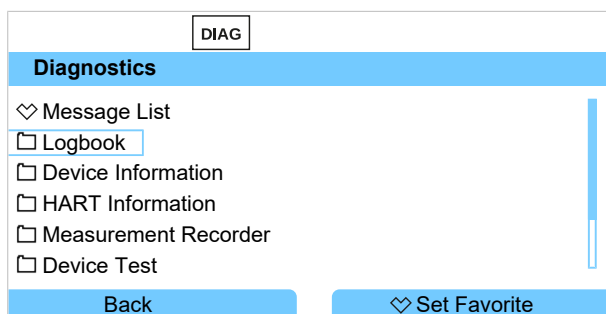 DIAG
Diagnostics
Message List
Logbook
Device Information
HART Information
Measurement Recorder
Device Test
Back
Set Favorite